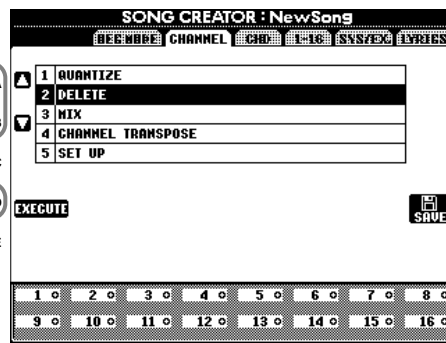 SONG CREATOR : NewSong
REC MODE CHANNEL CHD 1-16 SYS/EX. LYRICS
1 QUANTIZE
2 DELETE
3 MIX
4 CHANNEL TRANSPOSE
5 SET UP
EXECUTE
SAVE
1 2 3 4 5 6 7 8
9 10 11 12 13 14 15 16